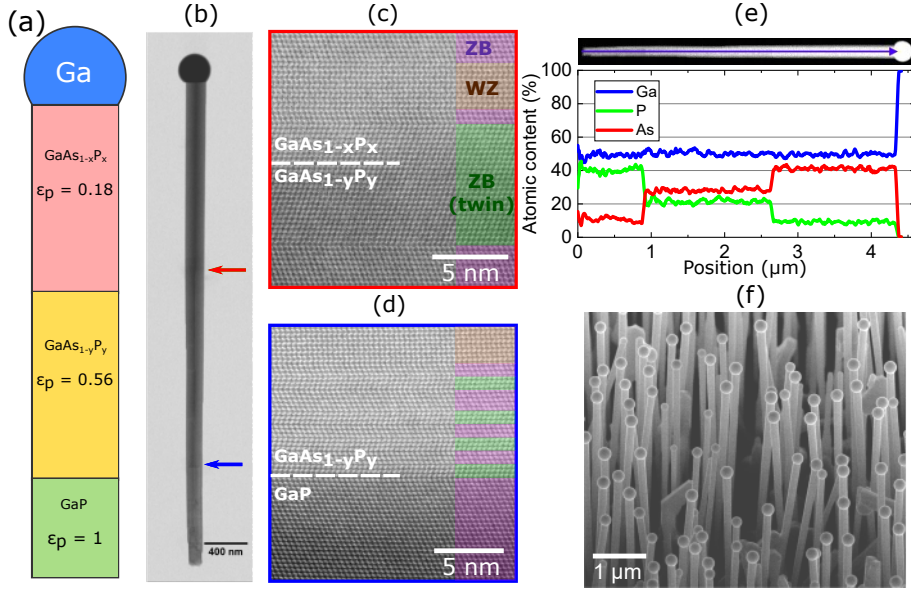 (a)
Ga
GaAs1-xPx
εp = 0.18
GaAs1-yPy
εp = 0.56
GaP
εp = 1
(b)
400 nm
(c)
ZB
WZ
GaAs1-xPx
GaAs1-yPy
ZB
(twin)
5 nm
(d)
GaAs1-yPy
GaP
5 nm
(e)
Atomic content (%)
100
80
60
40
20
0
Ga
P
As
0
1
2
3
4
Position (µm)
(f)
1 µm